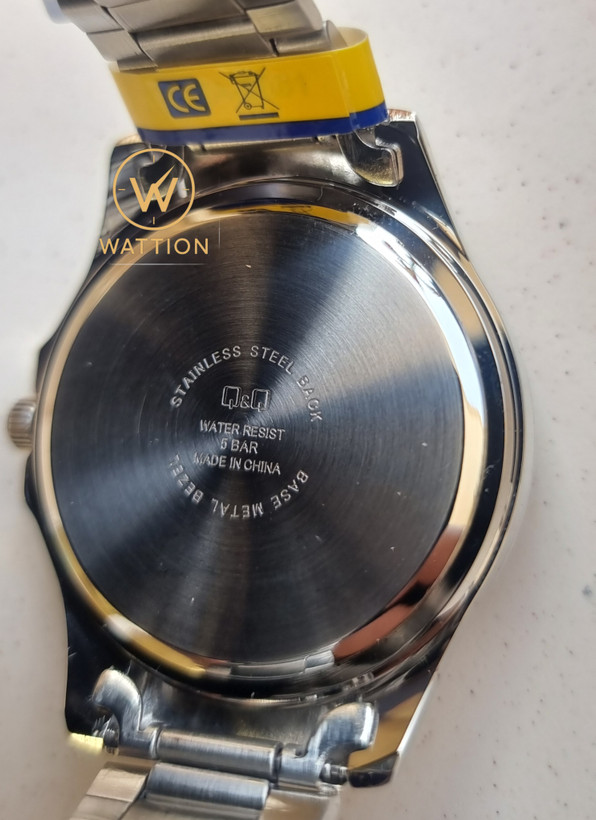 CE
W
WATTION
STAINLESS STEEL BACK
Q&Q
WATER RESIST
5 BAR
MADE IN CHINA
BASE METAL BEZEL